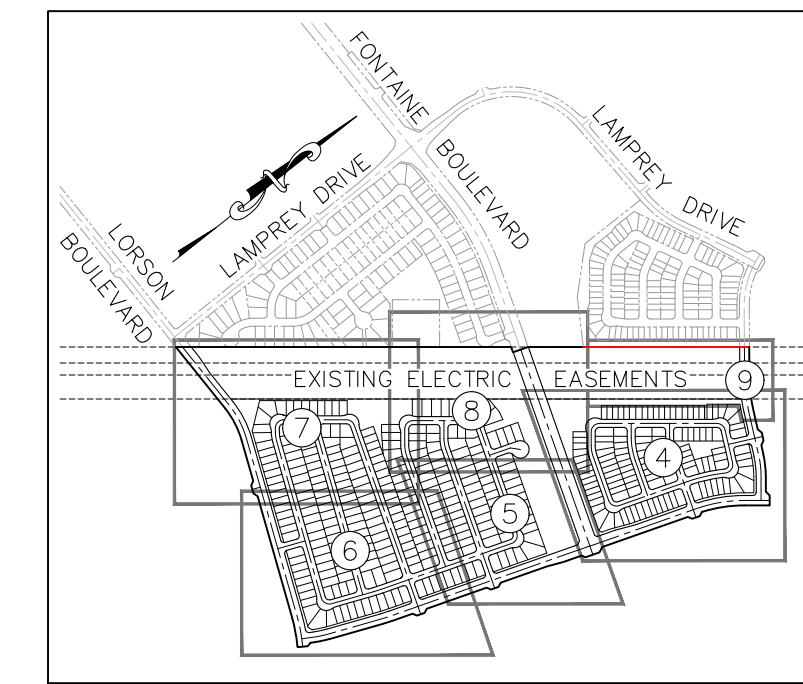 FONTAINE
BOULEVARD
LAMPREY DRIVE
N
LAMPREY DRIVE
LORSON
BOULEVARD
EXISTING ELECTRIC EASEMENTS
9
8
7
4
5
6